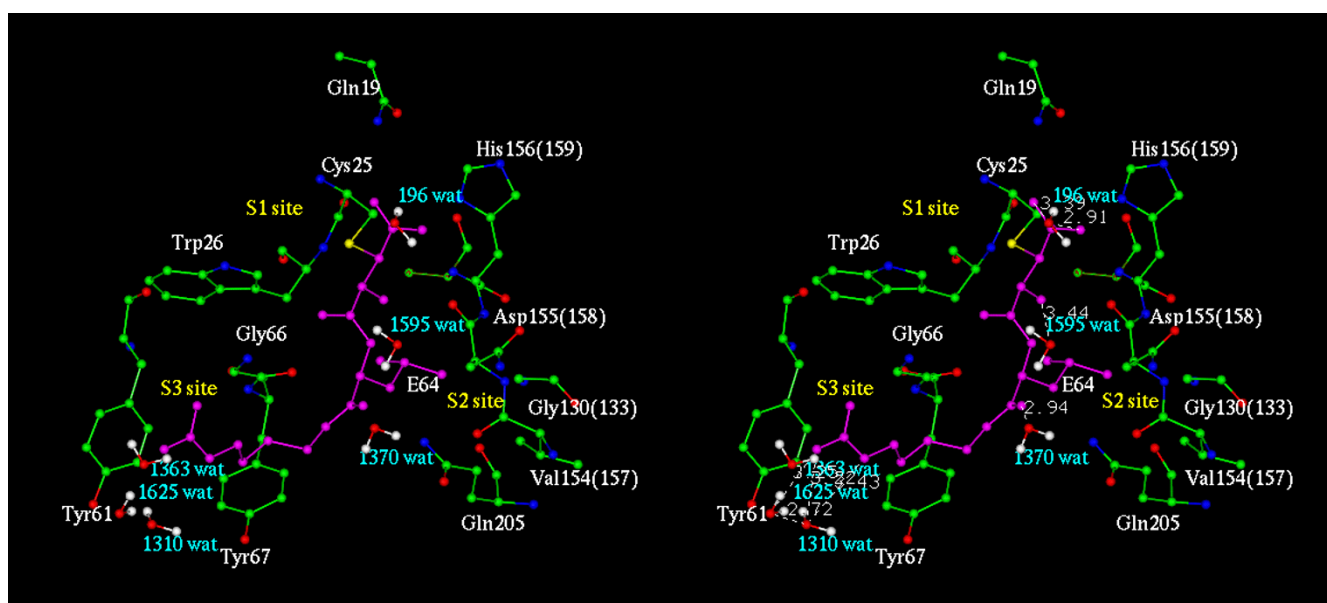 Gln19
His156(159)
Cys25
196 wat
S1 site
Trp26
1595 wat
Asp155(158)
Gly66
S3 site
E64
S2 site
Gly130(133)
1370 wat
1363 wat
Val154(157)
1625 wat
Tyr61
Gln205
1310 wat
Tyr67
Gln19
His156(159)
Cys25
196 wat
S1 site
2.91
Trp26
3.44
1595 wat
Asp155(158)
Gly66
S3 site
E64
S2 site
2.94
Gly130(133)
1370 wat
1363 wat
Val154(157)
1625 wat
Tyr61
2.72
Gln205
1310 wat
Tyr67